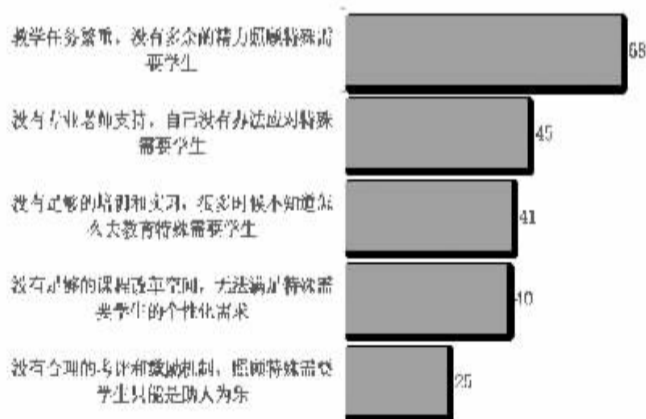 教学任务繁重，没有多余的精力照顾特殊需
要学生
68
没有专业老师支持，自己没有办法应对特殊
需要学生
45
没有足够的培训和实习，很多时候不知道怎
么去教育特殊需要学生
41
没有足够的课程改革空间，无法满足特殊需
要学生的个性化需求
40
没有合理的考评和激励机制，照顾特殊需要
学生只能是助人为乐
25